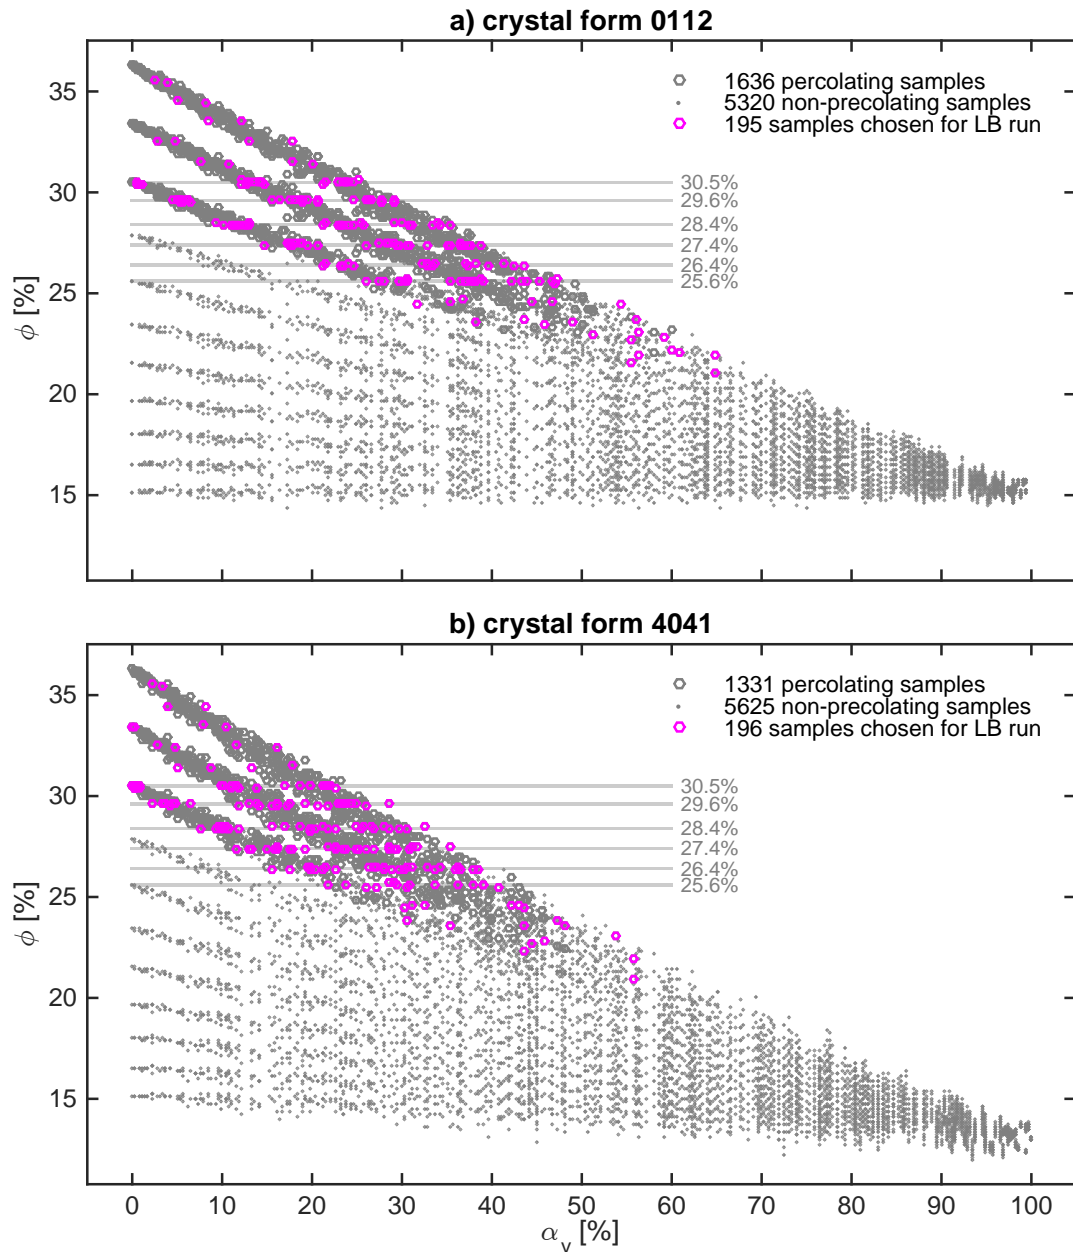 a) crystal form 0112
1636 percolating samples
5320 non-precolating samples
195 samples chosen for LB run
30.5%
29.6%
28.4%
27.4%
26.4%
25.6%
35
30
25
20
15
ϕ [%]
b) crystal form 4041
1331 percolating samples
5625 non-precolating samples
196 samples chosen for LB run
30.5%
29.6%
28.4%
27.4%
26.4%
25.6%
35
30
25
20
15
ϕ [%]
0 10 20 30 40 50 60 70 80 90 100
α_v [%]